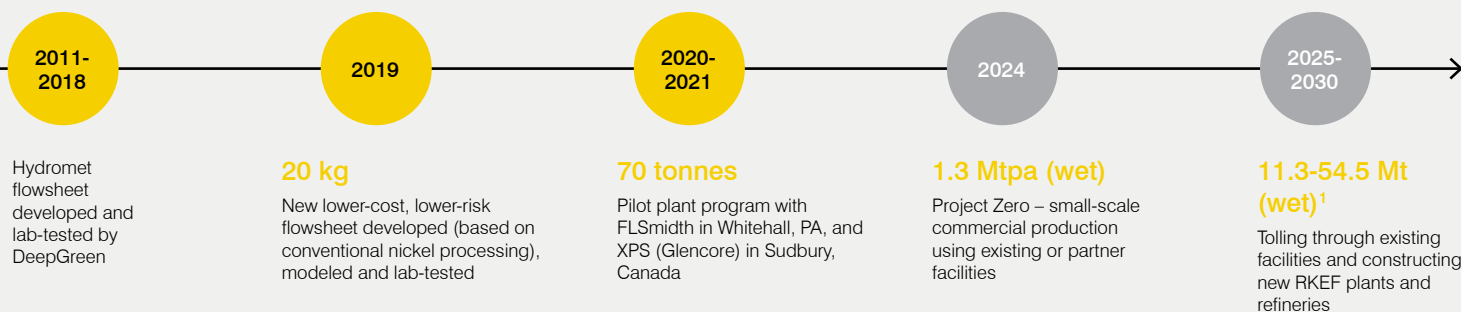 2011-
2018
2019
2020-
2021
2024
2025-
2030
Hydromet
flowsheet
developed and
lab-tested by
DeepGreen
20 kg
New lower-cost, lower-risk
flowsheet developed (based on
conventional nickel processing),
modeled and lab-tested
70 tonnes
Pilot plant program with
FLSmidth in Whitehall, PA, and
XPS (Glencore) in Sudbury,
Canada
1.3 Mtpa (wet)
Project Zero – small-scale
commercial production
using existing or partner
facilities
11.3-54.5 Mt
(wet)¹
Tolling through existing
facilities and constructing
new RKEF plants and
refineries